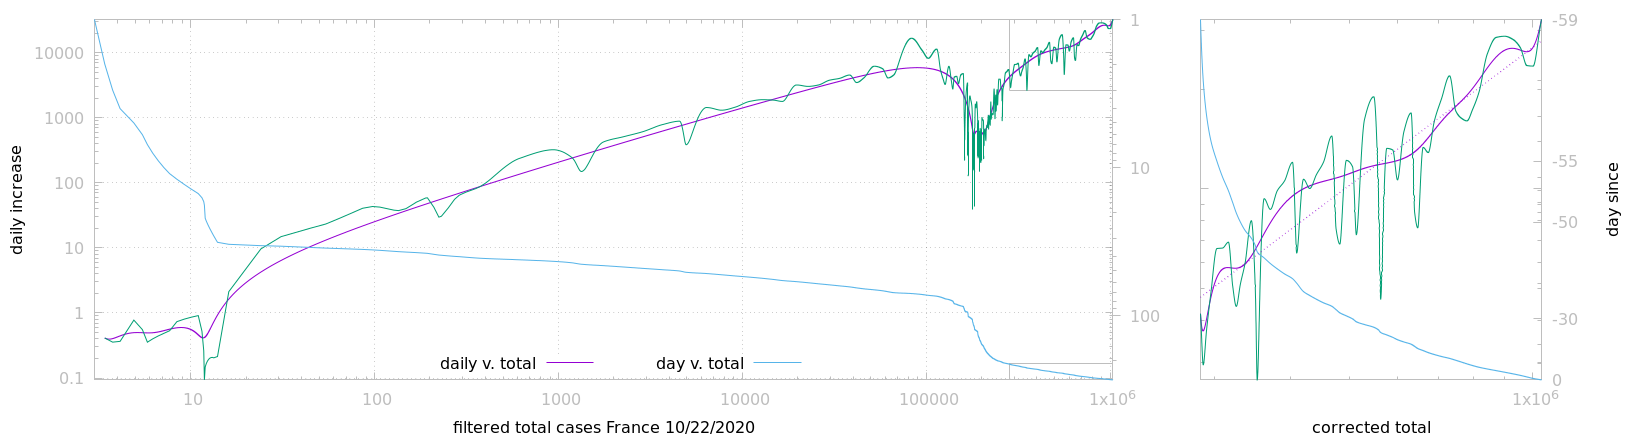 daily increase
10000
1000
100
10
1
0.1
10
100
1000
10000
100000
1x10^6
1
10
100
daily v. total
day v. total
filtered total cases France 10/22/2020
-59
-55
-50
-30
0
day since
1x10^6
corrected total